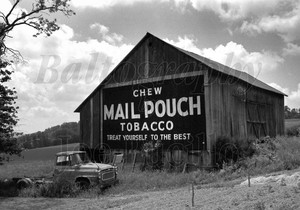 CHEW
MAIL POUCH
TOBACCO
TREAT YOURSELF TO THE BEST